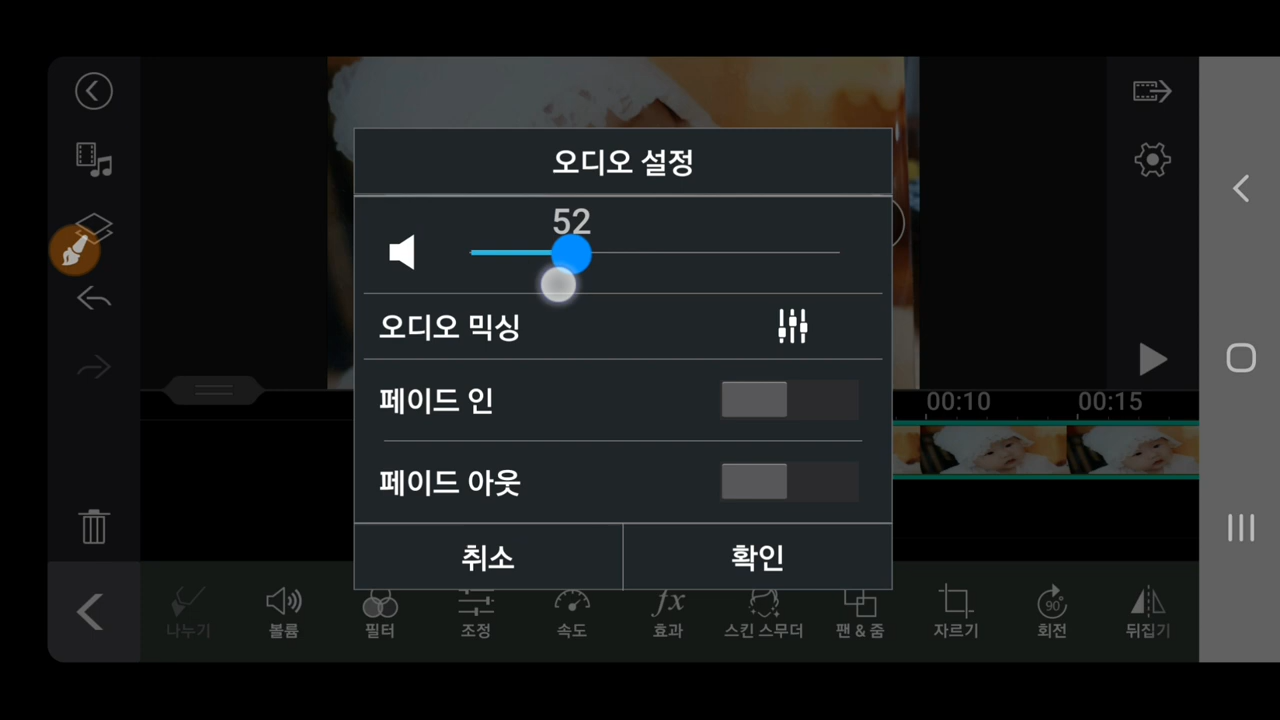 오디오 설정
52
오디오 믹싱
페이드 인
페이드 아웃
취소
확인
00:10
00:15
나누기
볼륨
필터
조정
속도
fx
효과
스킨 스무더
팬 & 줌
자르기
90°
회전
뒤집기